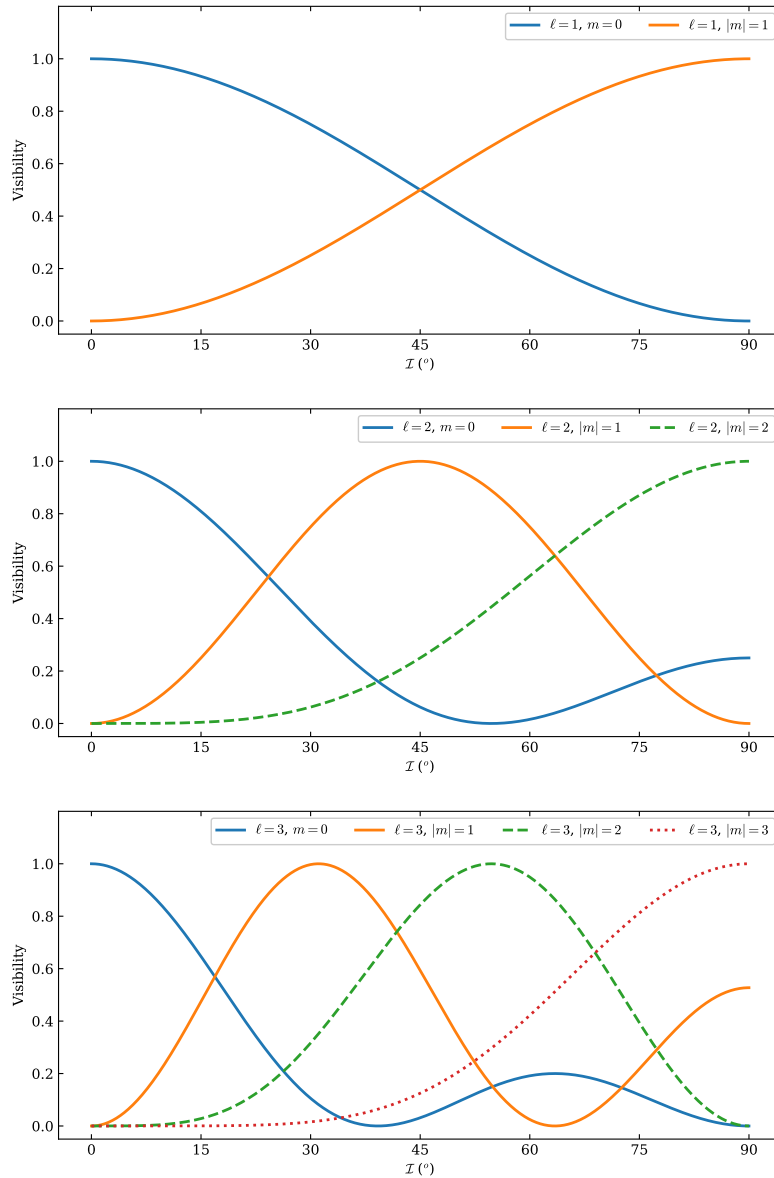 ℓ = 1, m = 0 ℓ = 1, |m| = 1
1.0
0.8
0.6
0.4
0.2
0.0
Visibility
0 15 30 45 60 75 90
ℐ (°)
ℓ = 2, m = 0 ℓ = 2, |m| = 1 ℓ = 2, |m| = 2
1.0
0.8
0.6
0.4
0.2
0.0
Visibility
0 15 30 45 60 75 90
ℐ (°)
ℓ = 3, m = 0 ℓ = 3, |m| = 1 ℓ = 3, |m| = 2 ℓ = 3, |m| = 3
1.0
0.8
0.6
0.4
0.2
0.0
Visibility
0 15 30 45 60 75 90
ℐ (°)